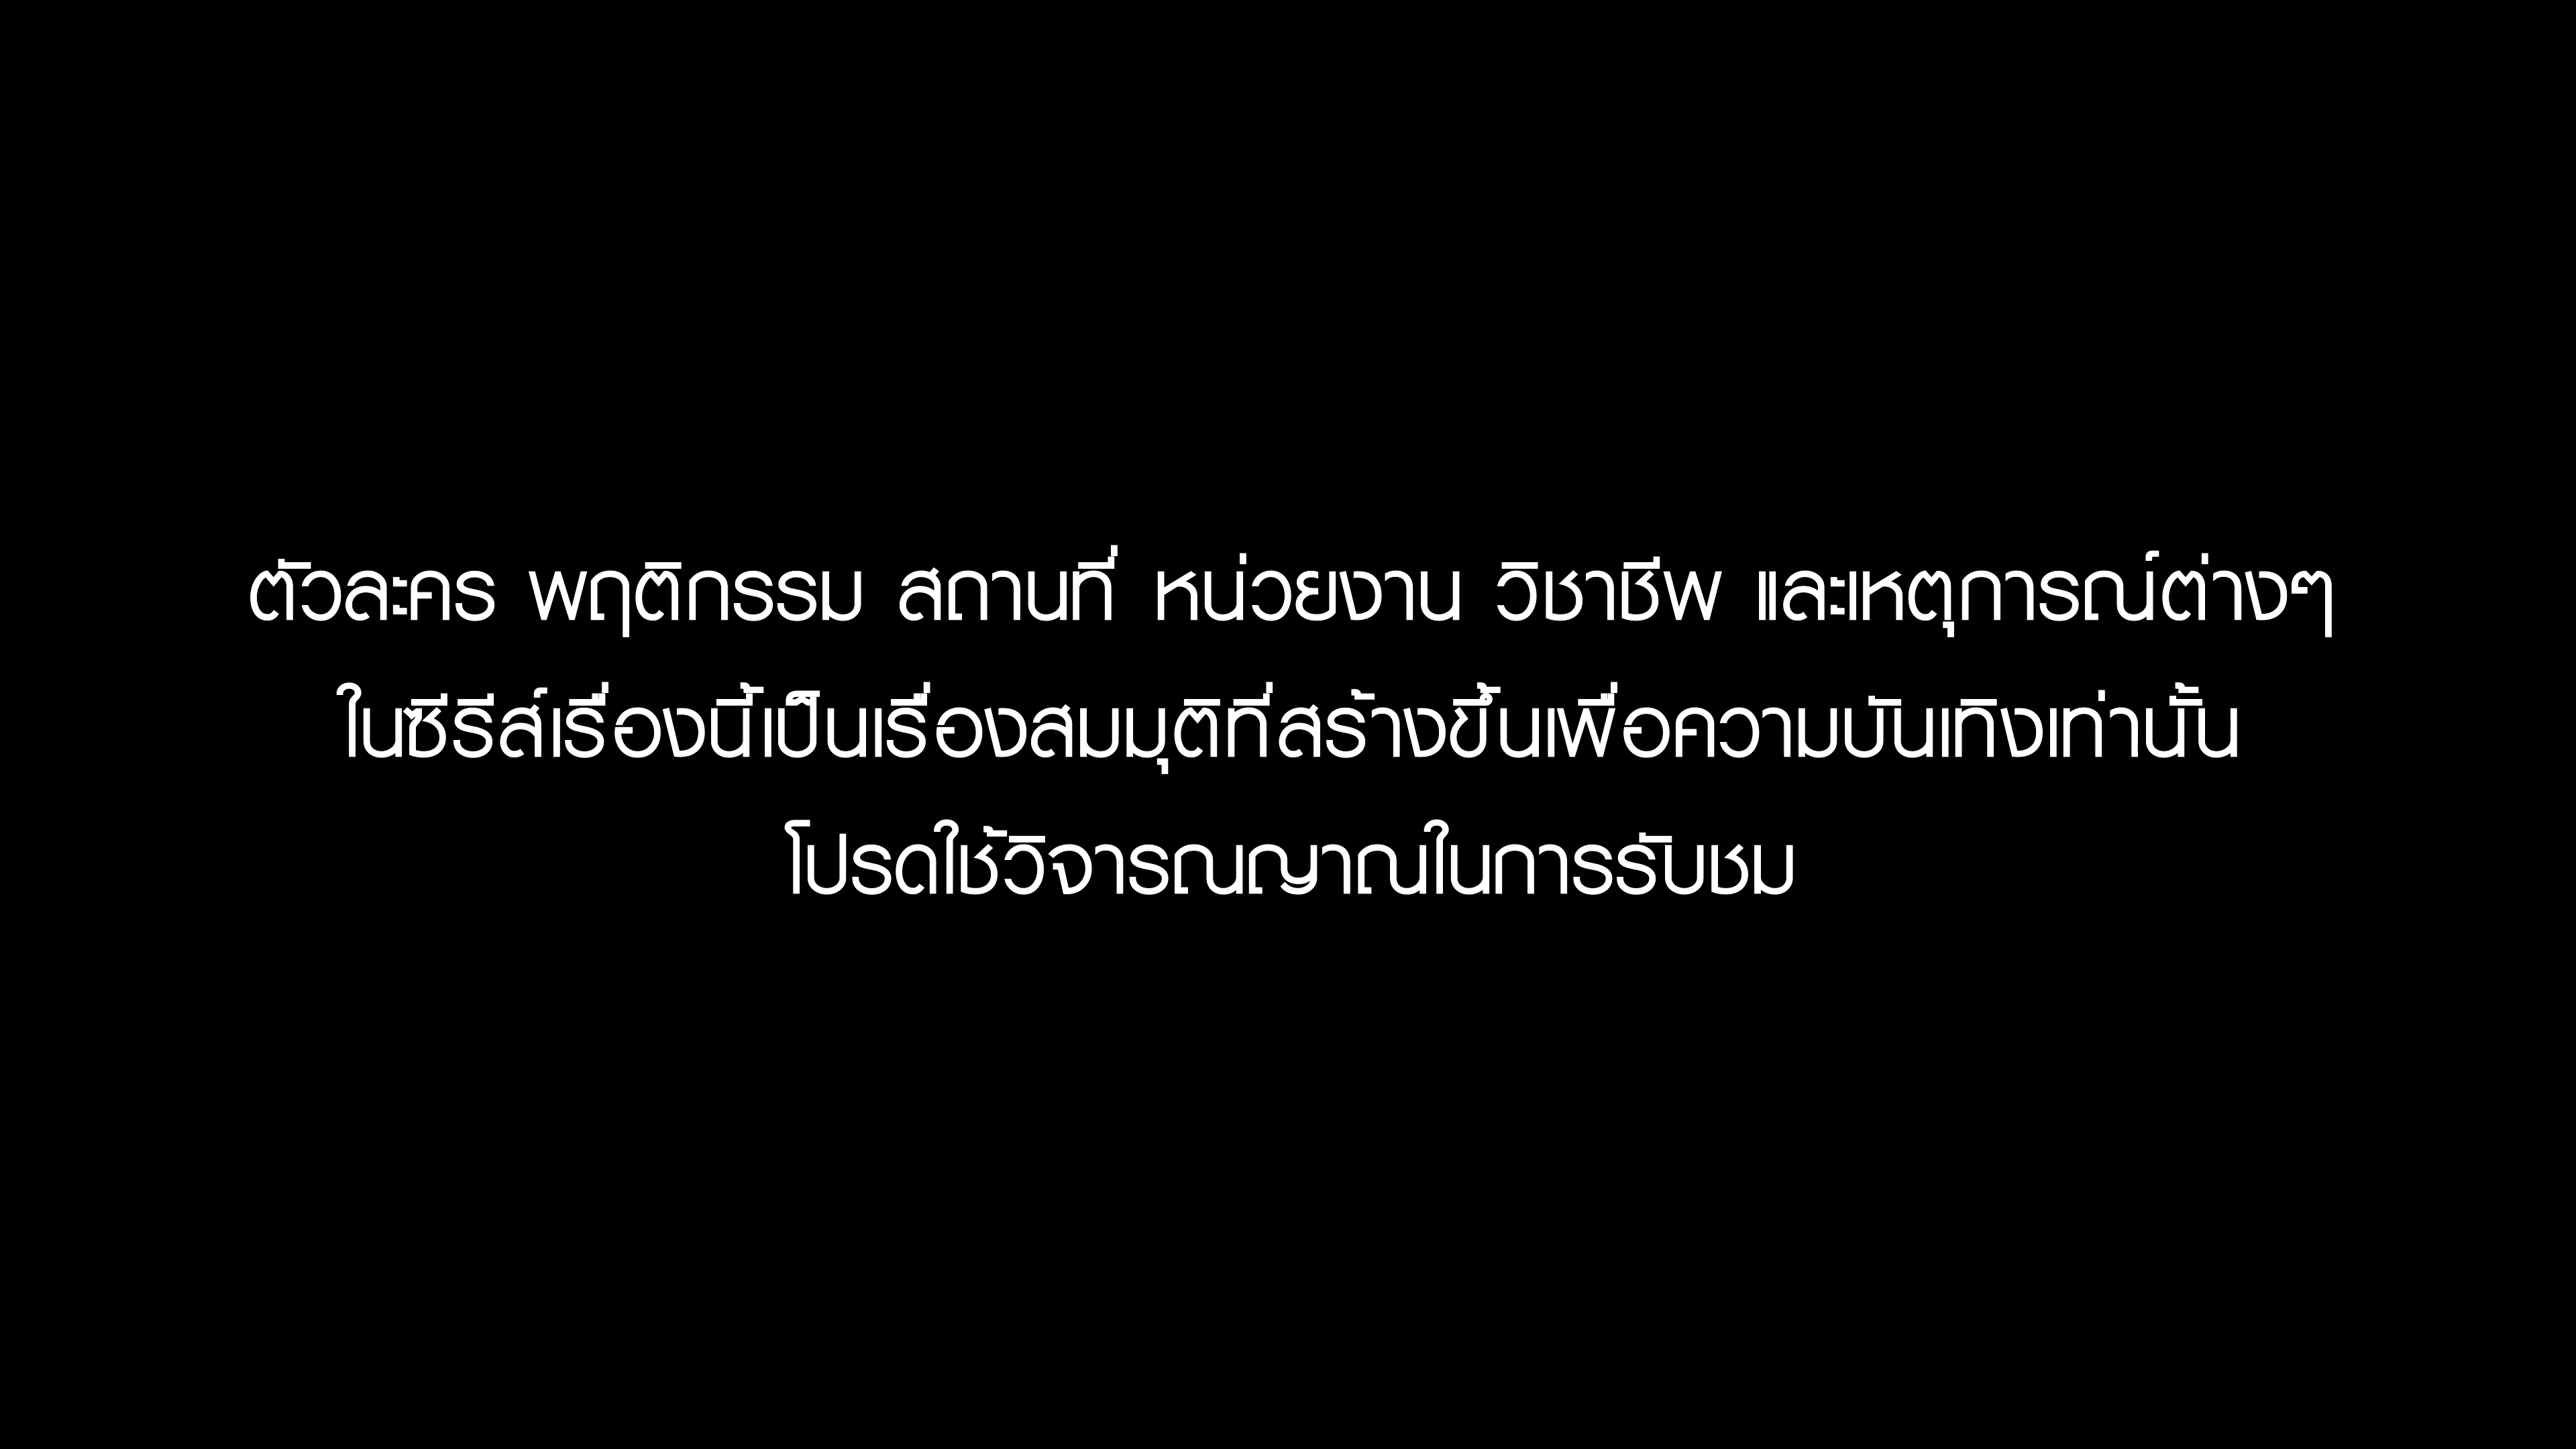 ตัวละคร พฤติกรรม สถานที่ หน่วยงาน วิชาชีพ และเหตุการณ์ต่างๆ
ในซีรีส์เรื่องนี้เป็นเรื่องสมมุติที่สร้างขึ้นเพื่อความบันเทิงเท่านั้น
โปรดใช้วิจารณญาณในการรับชม